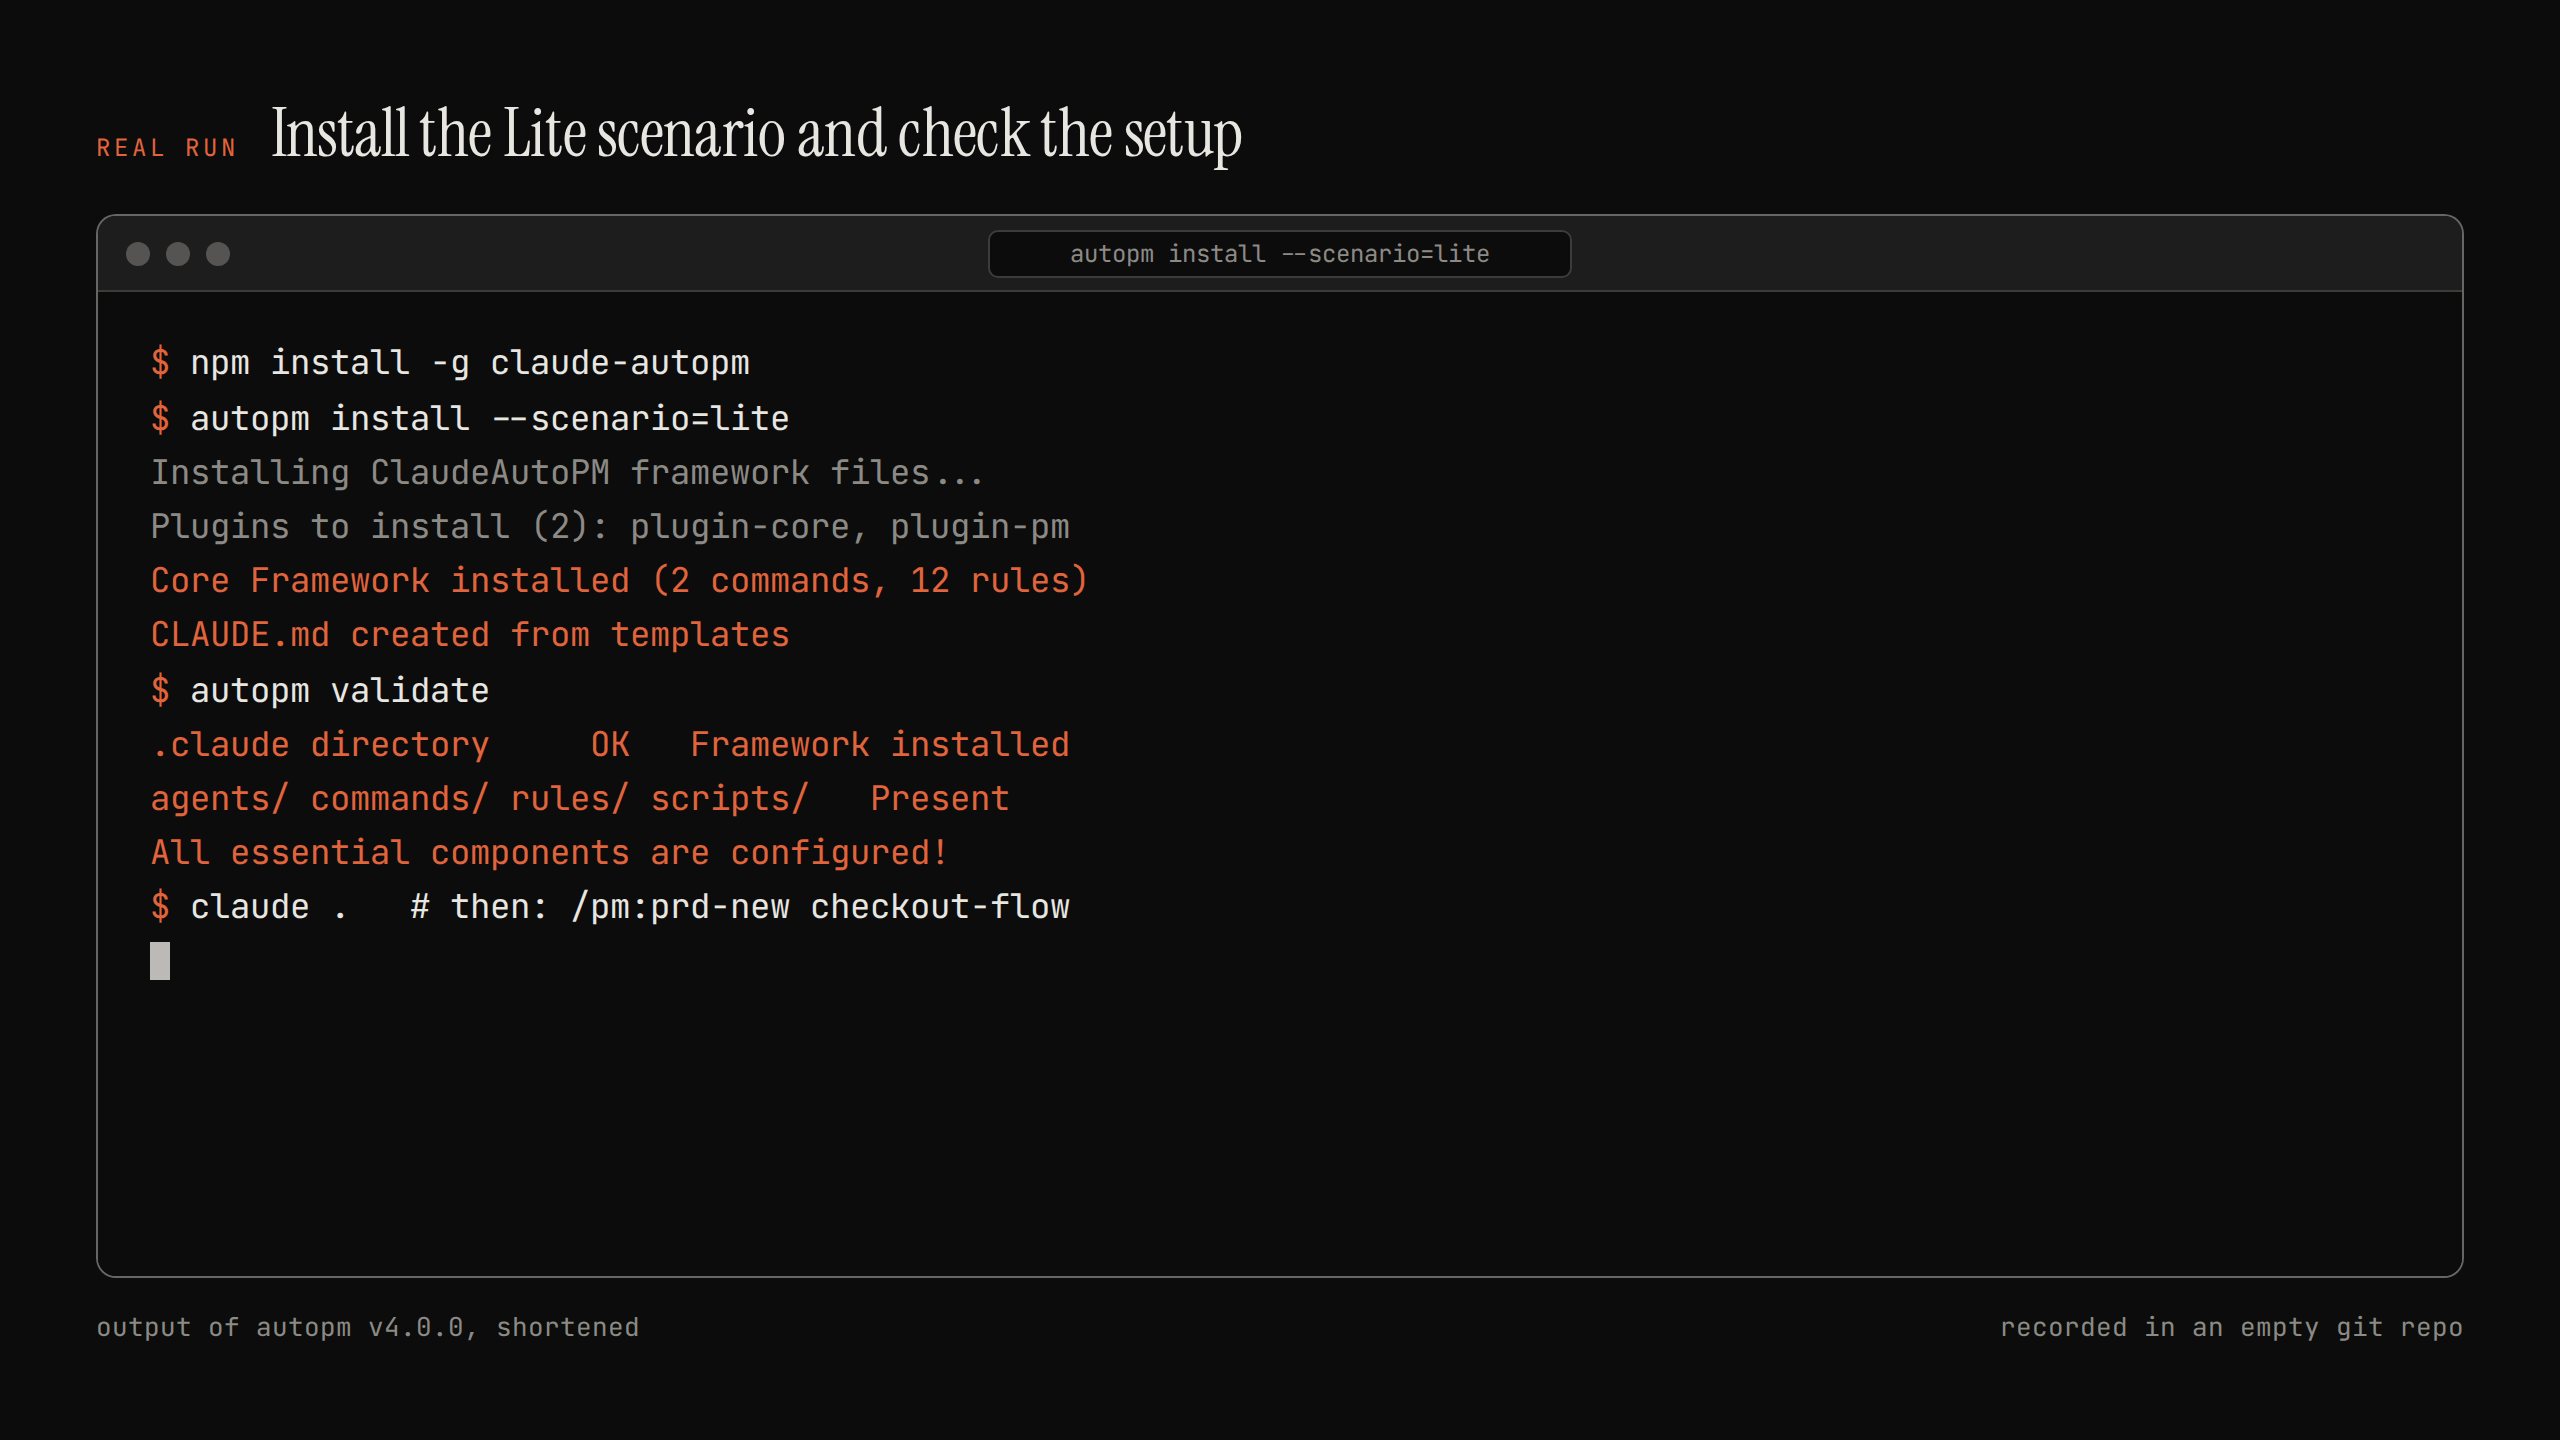 REAL RUN Install the Lite scenario and check the setup
autopm install --scenario=lite
$ npm install -g claude-autopm
$ autopm install --scenario=lite
Installing ClaudeAutoPM framework files...
Plugins to install (2): plugin-core, plugin-pm
Core Framework installed (2 commands, 12 rules)
CLAUDE.md created from templates
$ autopm validate
.claude directory     OK   Framework installed
agents/ commands/ rules/ scripts/   Present
All essential components are configured!
$ claude .   # then: /pm:prd-new checkout-flow
output of autopm v4.0.0, shortened
recorded in an empty git repo